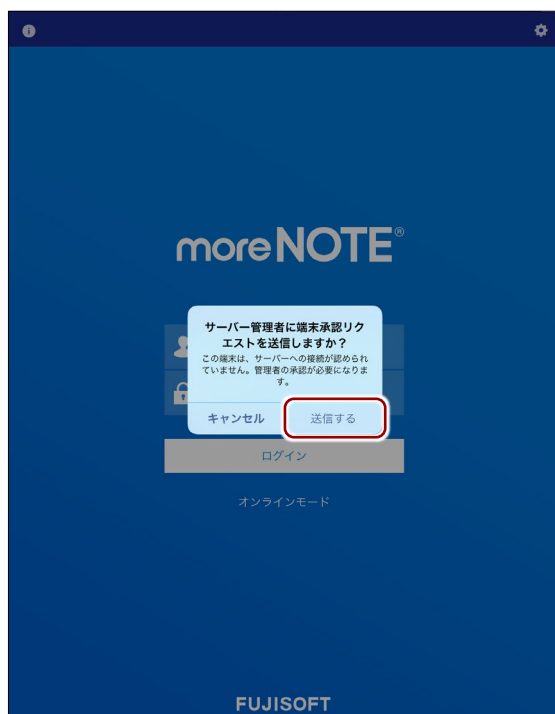 moreNOTE®
サーバー管理者に端末承認リク
エストを送信しますか？
この端末は、サーバーへの接続が認められ
ていません。管理者の承認が必要になりま
す。
キャンセル 送信する
ログイン
オンラインモード
FUJISOFT